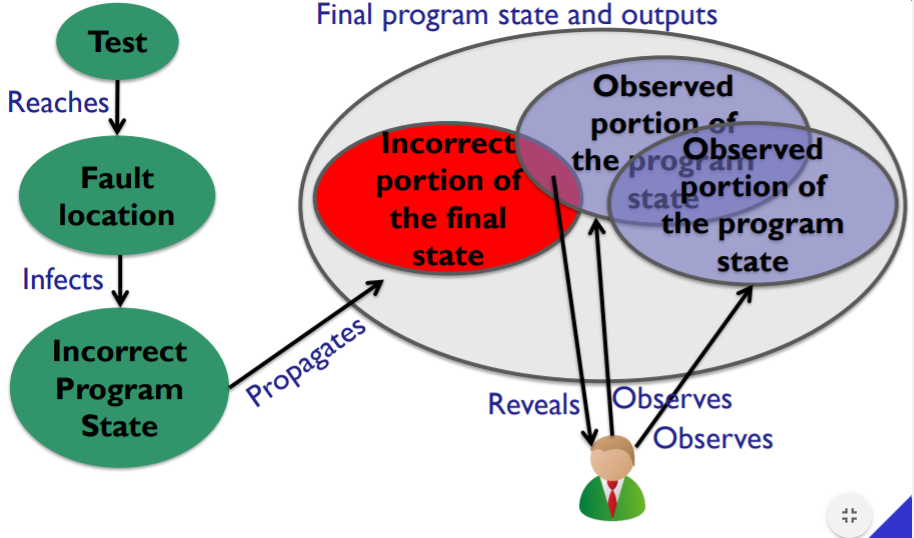 Final program state and outputs
Test
Reaches
Fault
location
Infects
Incorrect
Program
State
Propagates
Incorrect
portion of
the final
state
Observed
portion of
the program
state
Observed
portion of
the program
state
Reveals
Observes
Observes